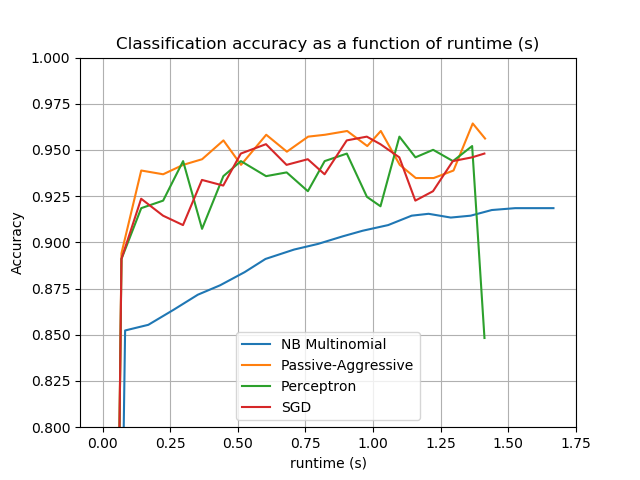 Classification accuracy as a function of runtime (s)
1.000
0.975
0.950
0.925
0.900
0.875
0.850
0.825
0.800
Accuracy
NB Multinomial
Passive-Aggressive
Perceptron
SGD
0.00 0.25 0.50 0.75 1.00 1.25 1.50 1.75
runtime (s)